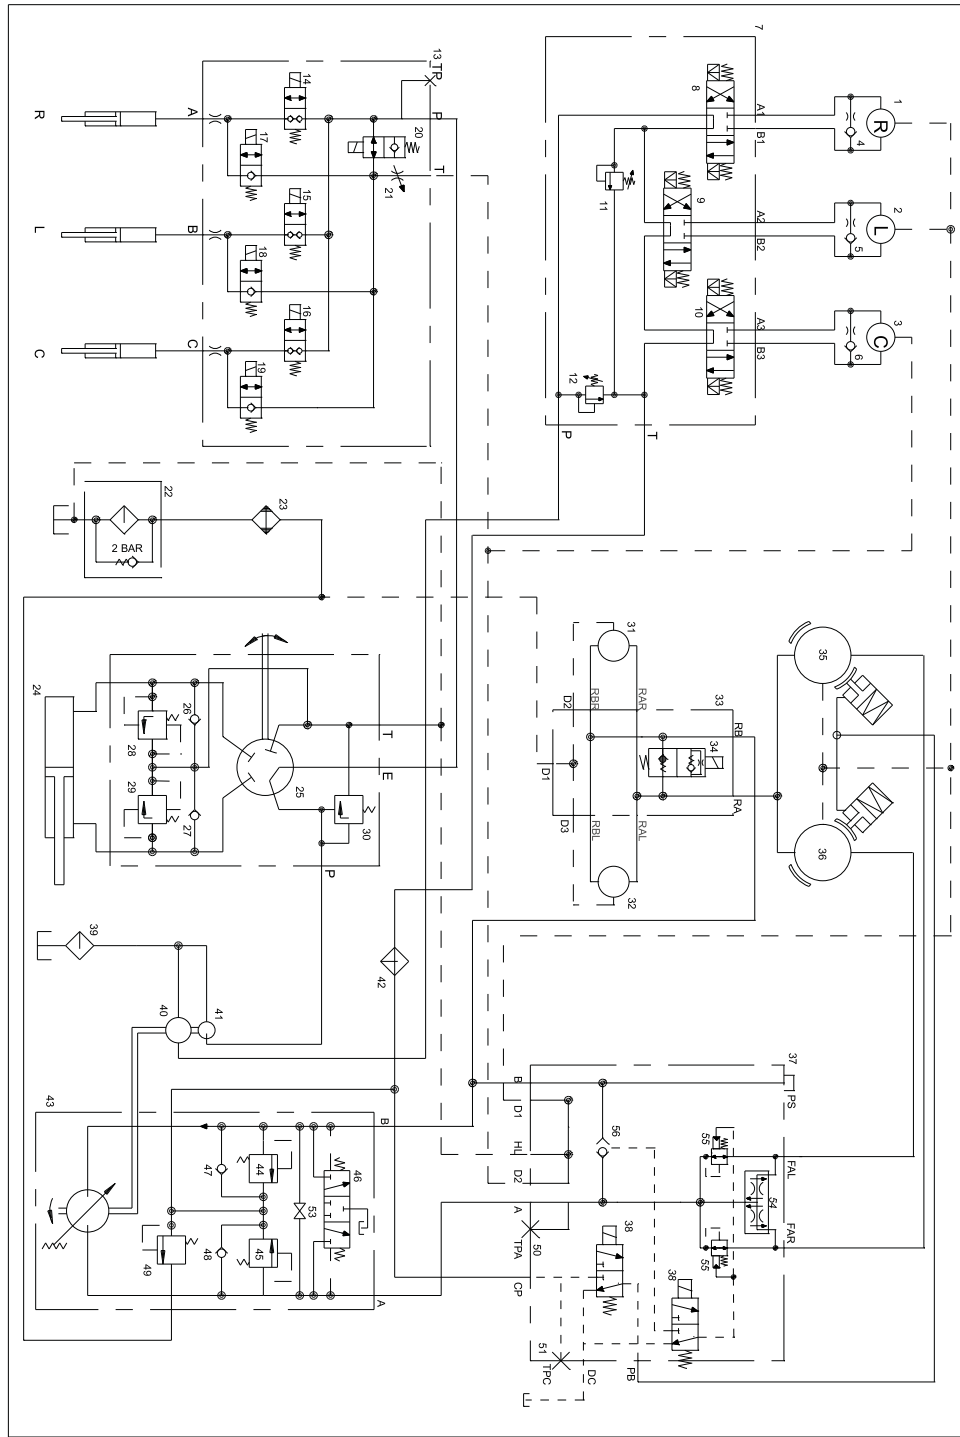 13 TP
7
14
8
1
R
A
P
A1
R
17
20
B1
4
T
11
15
21
9
2
A2
L
B
L
18
B2
5
16
10
A3
3
C
C
C
19
B3
6
12
P
T
22
23
2 BAR
31
35
24
D2
RBR
RAR
33
26
T
RB
34
28
E
D1
29
25
RA
27
30
D3
RBL
RAL
36
P
32
39
42
41
40
37
B
PS
43
D1
B
56
55
HL
FAL
44
46
47
D2
54
A
38
FAR
53
50
TPA
55
48
45
49
CP
38
A
51
TPC
DC
PB